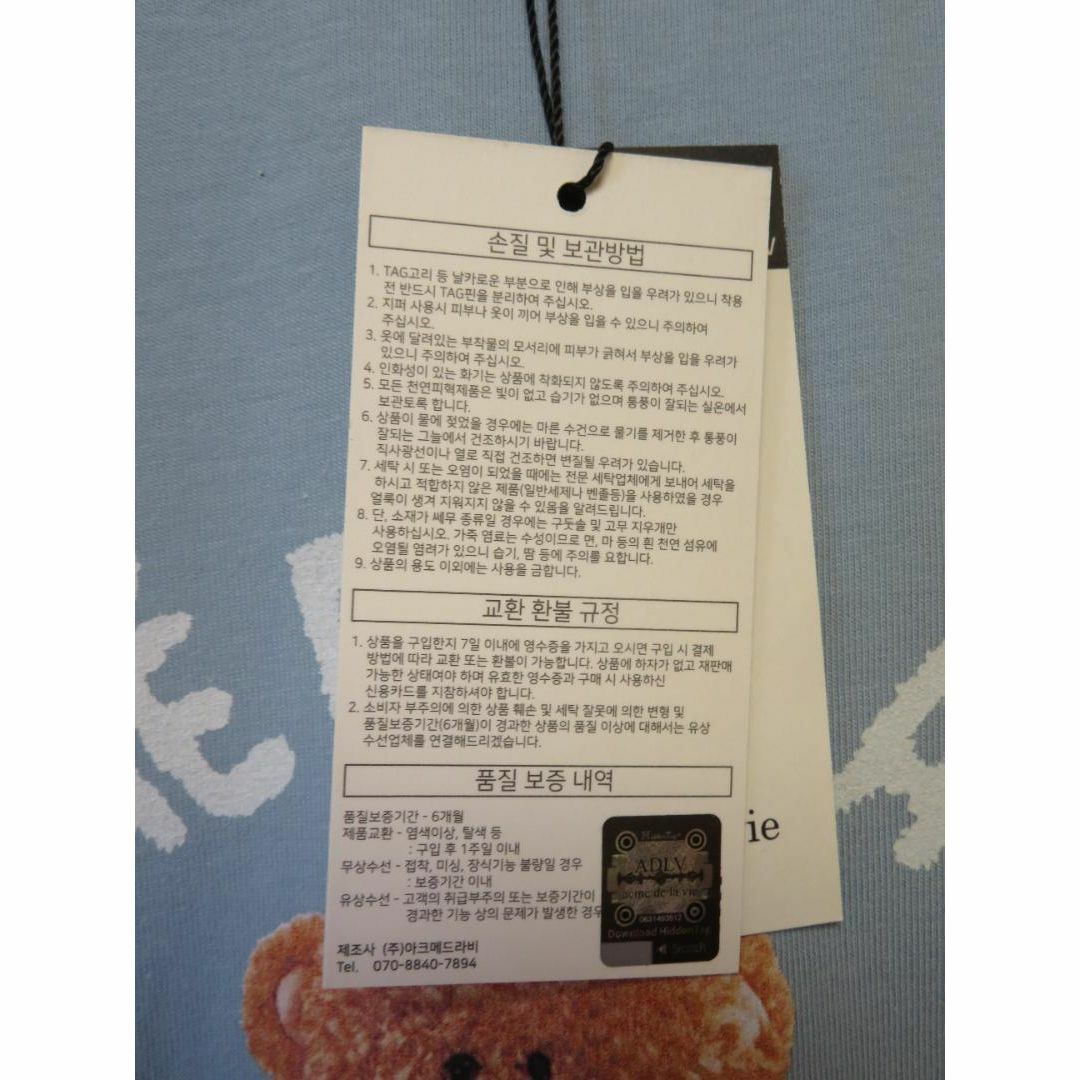 손질 및 보관방법
1. TAG고리 등 날카로운 부분으로 인해 부상을 입을 우려가 있으니 착용
전 반드시 TAG핀을 분리하여 주십시오.
2. 지퍼 사용시 피부나 옷이 끼어 부상을 입을 수 있으니 주의하여
주십시오.
3. 옷에 달려있는 부착물의 모서리에 피부가 긁혀서 부상을 입을 우려가
있으니 주의하여 주십시오.
4. 인화성이 있는 화기는 상품에 착화되지 않도록 주의하여 주십시오.
5. 모든 천연피혁제품은 빛이 없고 습기가 없으며 통풍이 잘되는 실온에서
보관토록 합니다.
6. 상품이 물에 젖었을 경우에는 마른 수건으로 물기를 제거한 후 통풍이
잘되는 그늘에서 건조하시기 바랍니다.
직사광선이나 열로 직접 건조하면 변질될 우려가 있습니다.
7. 세탁 시 또는 오염이 되었을 때에는 전문 세탁업체에게 보내어 세탁을
하시고 적합하지 않은 제품(일반세제나 벤졸등)을 사용하였을 경우
얼룩이 생겨 지워지지 않을 수 있음을 알려드립니다.
8. 단, 소재가 쎄무 종류일 경우에는 구둣솔 및 고무 지우개만
사용하십시오. 가죽 염료는 수성이므로 면, 마 등의 흰 천연 섬유에
오염될 염려가 있으니 습기, 땀 등에 주의를 요합니다.
9. 상품의 용도 이외에는 사용을 금합니다.
교환 환불 규정
1. 상품을 구입한지 7일 이내에 영수증을 가지고 오시면 구입 시 결제
방법에 따라 교환 또는 환불이 가능합니다. 상품에 하자가 없고 재판매
가능한 상태여야 하며 유효한 영수증과 구매 시 사용하신
신용카드를 지참하셔야 합니다.
2. 소비자 부주의에 의한 상품 훼손 및 세탁 잘못에 의한 변형 및
품질보증기간(6개월)이 경과한 상품의 품질 이상에 대해서는 유상
수선업체를 연결해드리겠습니다.
품질 보증 내역
품질보증기간 - 6개월
제품교환 - 염색이상, 탈색 등
: 구입 후 1주일 이내
무상수선 - 접착, 미싱, 장식기능 불량일 경우
: 보증기간 이내
유상수선 - 고객의 취급부주의 또는 보증기간이
경과한 기능 상의 문제가 발생한 경우
제조사 (주)아크메드라비
Tel. 070-8840-7894
HiddenTag
ADLV
acme de la vie
0631493612
Download HiddenTag
Search
ie